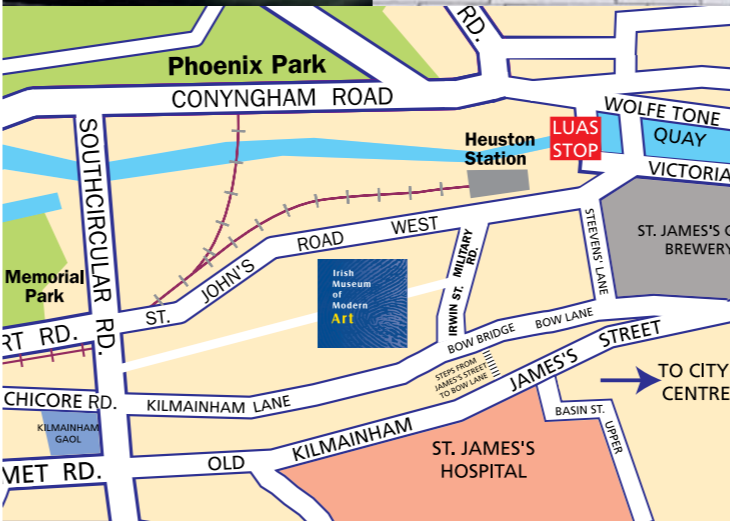 RD.
Phoenix Park
CONYNGHAM ROAD
WOLFE TONE
QUAY
LUAS
STOP
Heuston
Station
VICTORIA
SOUTHCIRCULAR RD.
ROAD WEST
MILITARY
RD.
STEEVENS' LANE
ST. JAMES'S G
BREWERY
Irish
Museum
of
Modern
Art
Memorial
Park
ST. JOHN'S
IRWIN ST.
RT RD.
BOW BRIDGE
BOW LANE
STEPS FROM
JAMES'S STREET
TO BOW LANE
JAMES'S STREET
TO CITY
CENTRE
CHICORE RD.
KILMAINHAM LANE
KILMAINHAM
GAOL
BASIN ST.
UPPER
OLD KILMAINHAM
ST. JAMES'S
HOSPITAL
MET RD.